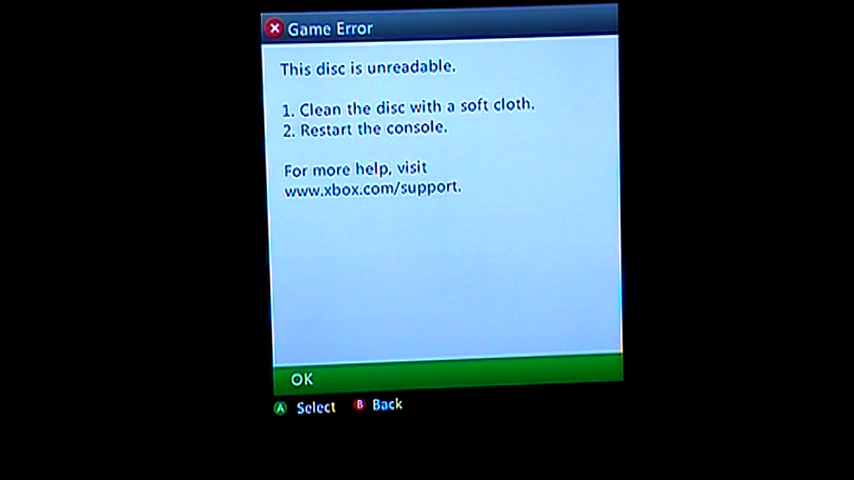 Game Error
This disc is unreadable.
1. Clean the disc with a soft cloth.
2. Restart the console.
For more help, visit
www.xbox.com/support.
OK
A Select B Back